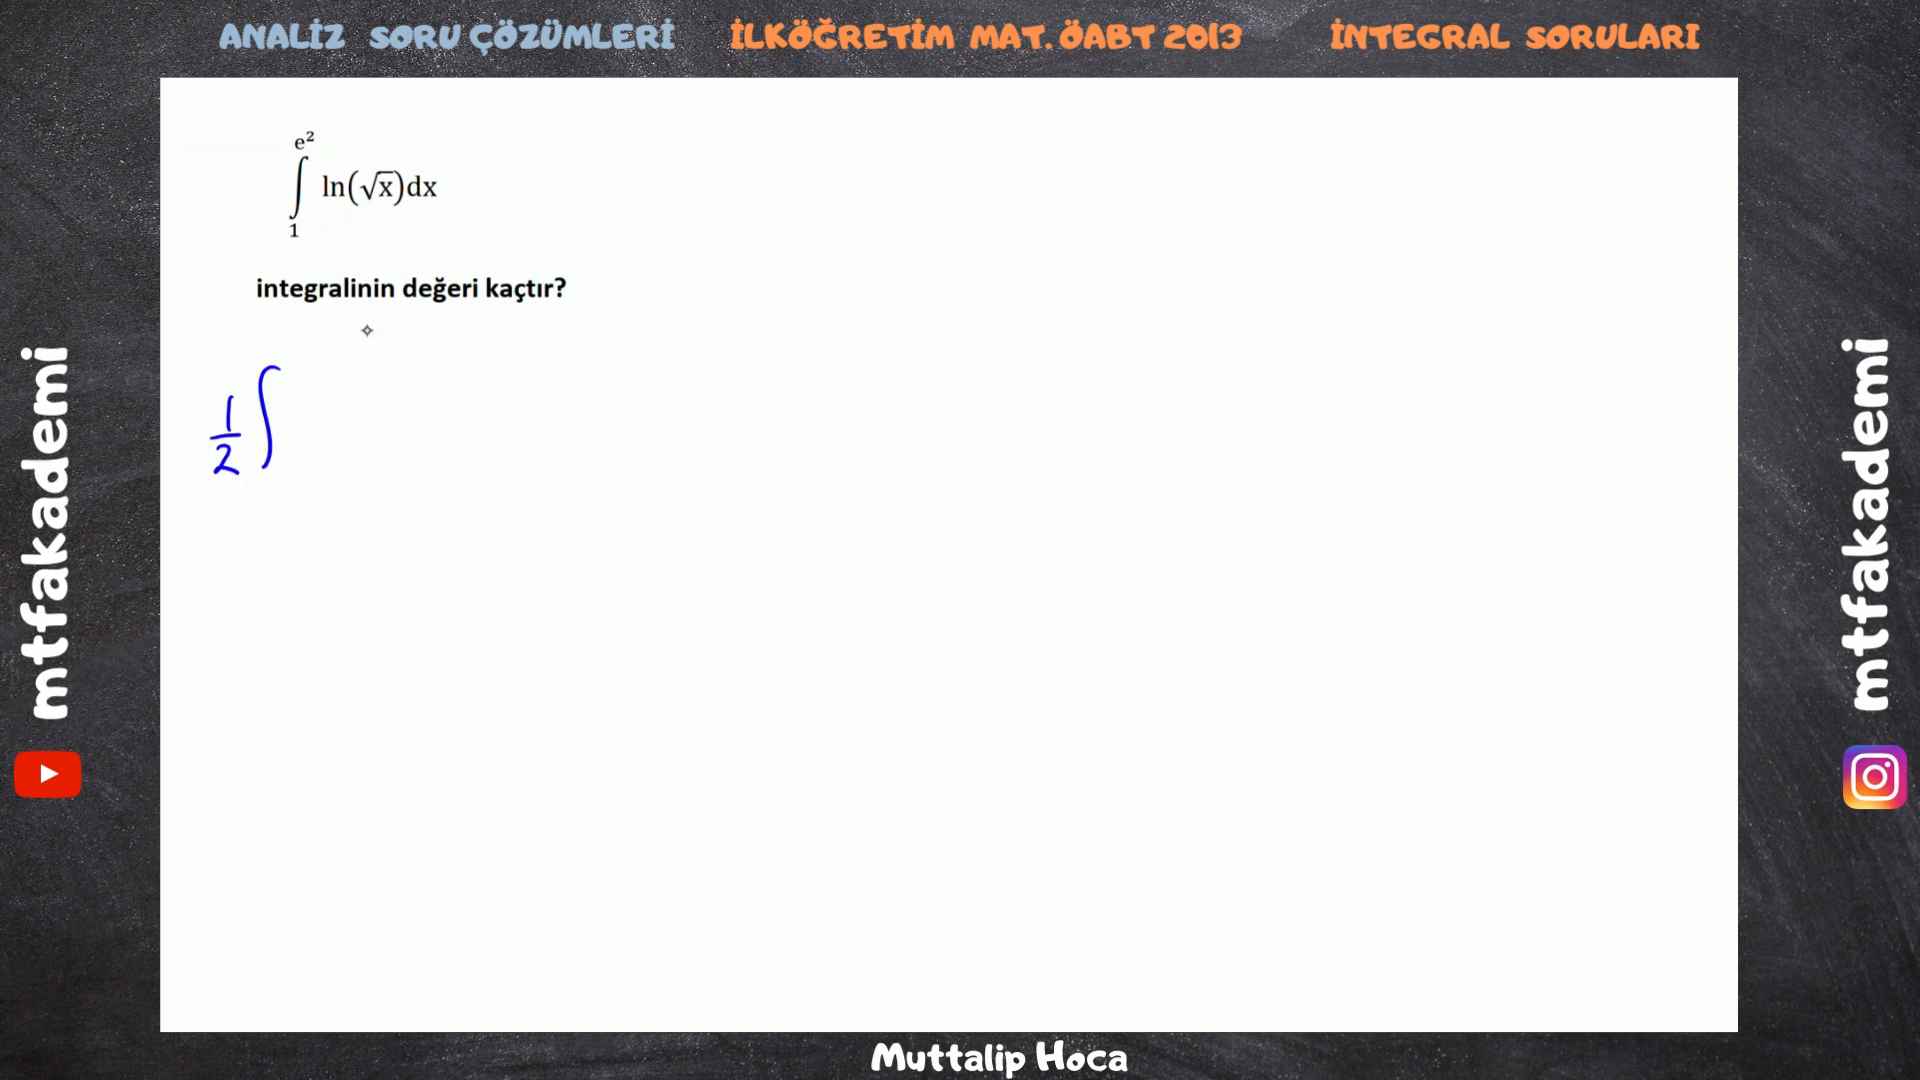 ANALİZ SORU ÇÖZÜMLERİ İLKÖĞRETİM MAT. ÖABT 2013 İNTEGRAL SORULARI
e²
∫ ln(√x)dx
1
integralinin değeri kaçtır?
1/2 ∫
mtfakademi
mtfakademi
Muttalip Hoca